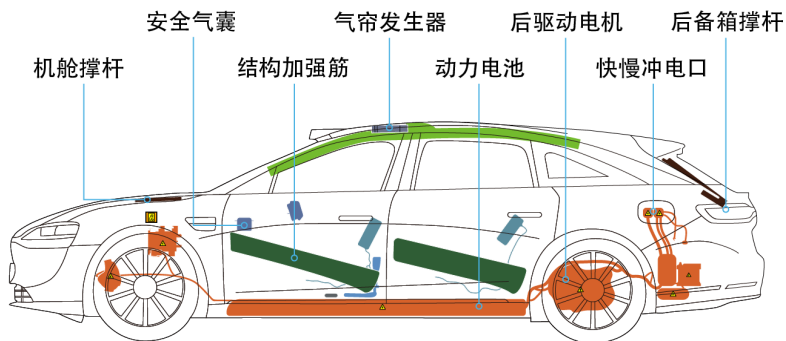 安全气囊
气帘发生器
后驱动电机
后备箱撑杆
机舱撑杆
结构加强筋
动力电池
快慢冲电口